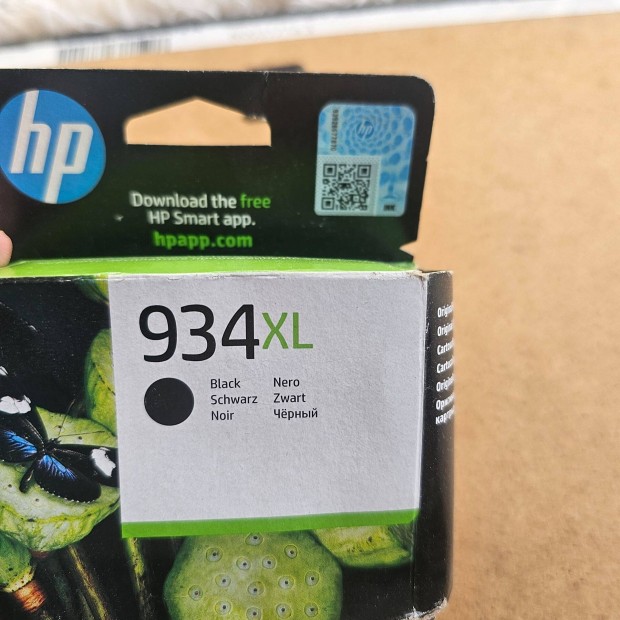 hp
Download the free
HP Smart app.
hpapp.com
934XL
Black Nero
Schwarz Zwart
Noir Чёрный